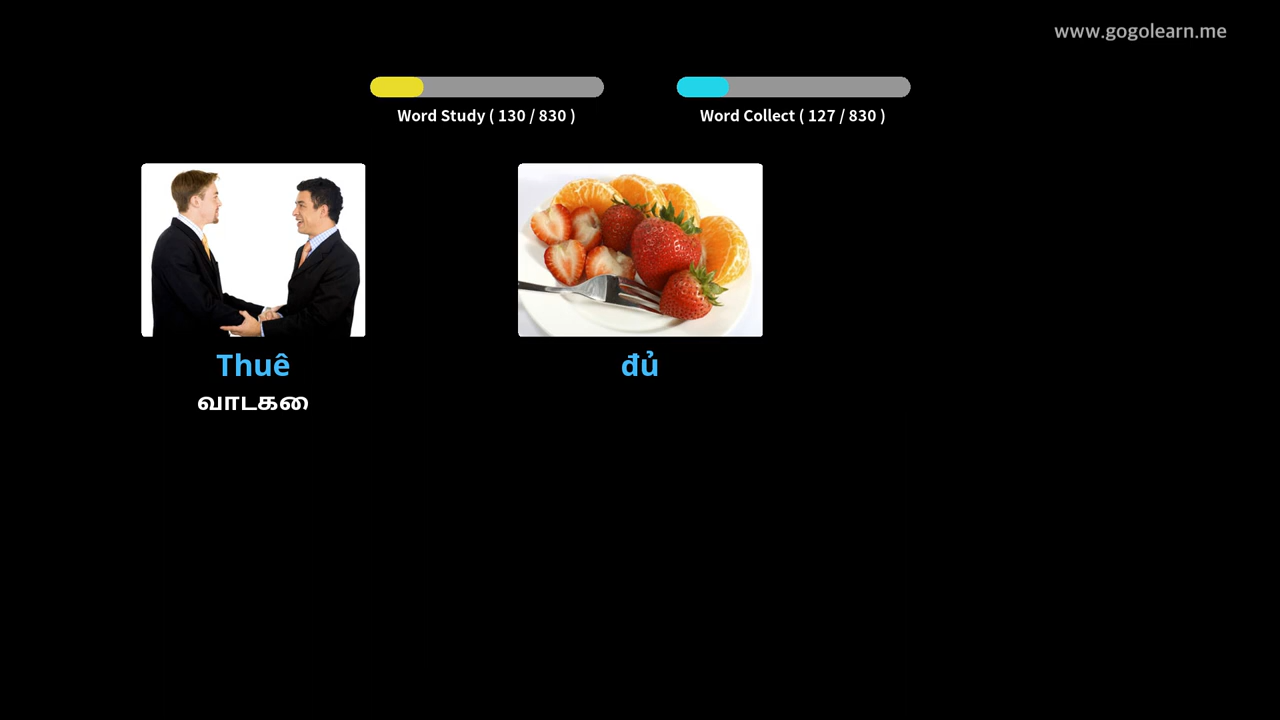 www.gogolearn.me
Word Study ( 130 / 830 )
Word Collect ( 127 / 830 )
Thuê
đủ
வாடகை